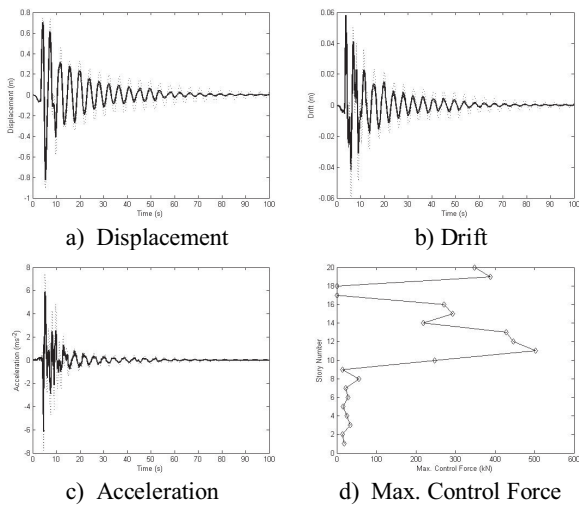 0.8
0.6
0.4
0.2
0
-0.2
-0.4
-0.6
-0.8
-1
Displacement (m)
0 10 20 30 40 50 60 70 80 90 100
Time (s)
a) Displacement
0.06
0.04
0.02
0
-0.02
-0.04
0.06
Drift (m)
0 10 20 30 40 50 60 70 80 90 100
Time (s)
b) Drift
8
6
4
2
0
-2
-4
-6
-8
Acceleration (ms⁻²)
0 10 20 30 40 50 60 70 80 90 100
Time (s)
c) Acceleration
20
18
16
14
12
10
8
6
4
2
0
Story Number
0 100 200 300 400 500 600
Max. Control Force (kN)
d) Max. Control Force